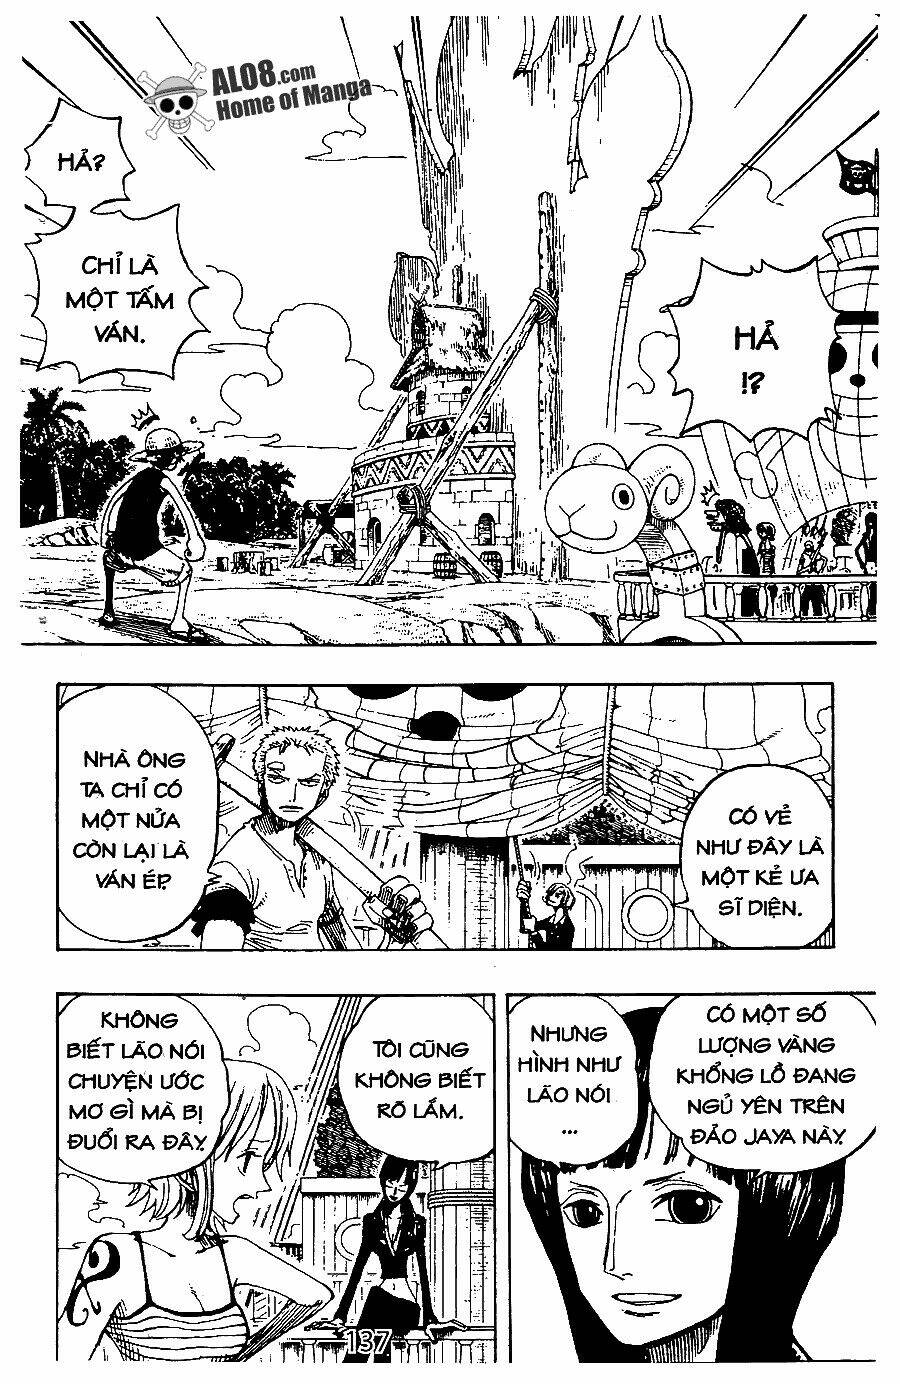 AL08.com
Home of Manga
HẢ?
CHỈ LÀ
MỘT TẤM
VÁN.
HẢ
!?
NHÀ ÔNG
TA CHỈ CÓ
MỘT NỬA
CÒN LẠI LÀ
VÁN ÉP?
CÓ VẺ
NHƯ ĐÂY LÀ
MỘT KẺ ƯA
SĨ DIỆN.
KHÔNG
BIẾT LÃO NÓI
CHUYỆN ƯỚC
MƠ GÌ MÀ BỊ
ĐUỔI RA ĐÂY.
TÔI CŨNG
KHÔNG BIẾT
RÕ LẮM.
NHƯNG
HÌNH NHƯ
LÃO NÓI
...
CÓ MỘT SỐ
LƯỢNG VÀNG
KHỔNG LỒ ĐANG
NGỦ YÊN TRÊN
ĐẢO JAYA NÀY.
137